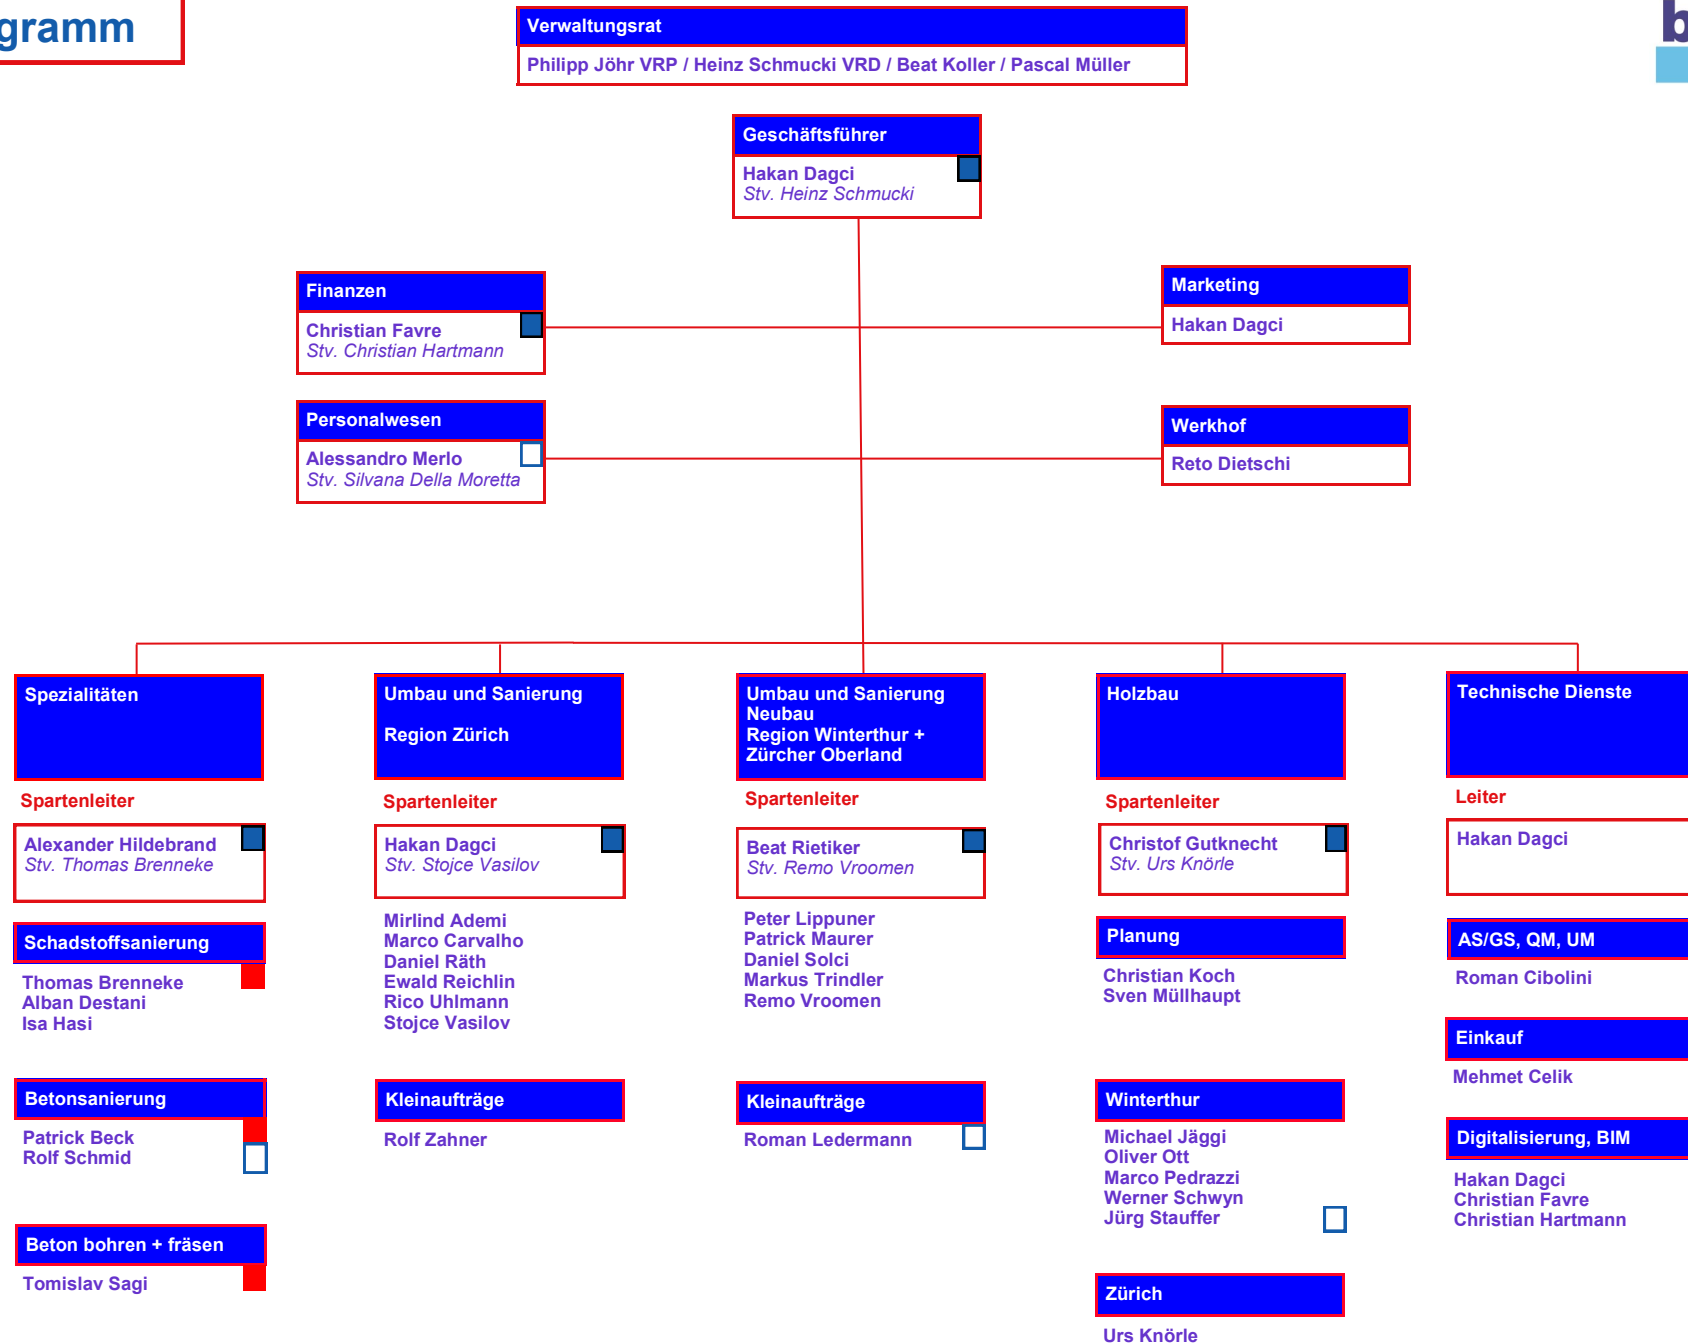 gramm
Verwaltungsrat
Philipp Jöhr VRP / Heinz Schmucki VRD / Beat Koller / Pascal Müller
b
Geschäftsführer
Hakan Dagci
Stv. Heinz Schmucki
Finanzen
Christian Favre
Stv. Christian Hartmann
Marketing
Hakan Dagci
Personalwesen
Alessandro Merlo
Stv. Silvana Della Moretta
Werkhof
Reto Dietschi
Spezialitäten
Spartenleiter
Alexander Hildebrand
Stv. Thomas Brenneke
Schadstoffsanierung
Thomas Brenneke
Alban Destani
Isa Hasi
Betonsanierung
Patrick Beck
Rolf Schmid
Beton bohren + fräsen
Tomislav Sagi
Umbau und Sanierung
Region Zürich
Spartenleiter
Hakan Dagci
Stv. Stojce Vasilov
Mirlind Ademi
Marco Carvalho
Daniel Räth
Ewald Reichlin
Rico Uhlmann
Stojce Vasilov
Kleinaufträge
Rolf Zahner
Umbau und Sanierung
Neubau
Region Winterthur +
Zürcher Oberland
Spartenleiter
Beat Rietiker
Stv. Remo Vroomen
Peter Lippuner
Patrick Maurer
Daniel Solci
Markus Trindler
Remo Vroomen
Kleinaufträge
Roman Ledermann
Holzbau
Spartenleiter
Christof Gutknecht
Stv. Urs Knörle
Planung
Christian Koch
Sven Müllhaupt
Winterthur
Michael Jäggi
Oliver Ott
Marco Pedrazzi
Werner Schwyn
Jürg Stauffer
Zürich
Urs Knörle
Technische Dienste
Leiter
Hakan Dagci
AS/GS, QM, UM
Roman Cibolini
Einkauf
Mehmet Celik
Digitalisierung, BIM
Hakan Dagci
Christian Favre
Christian Hartmann